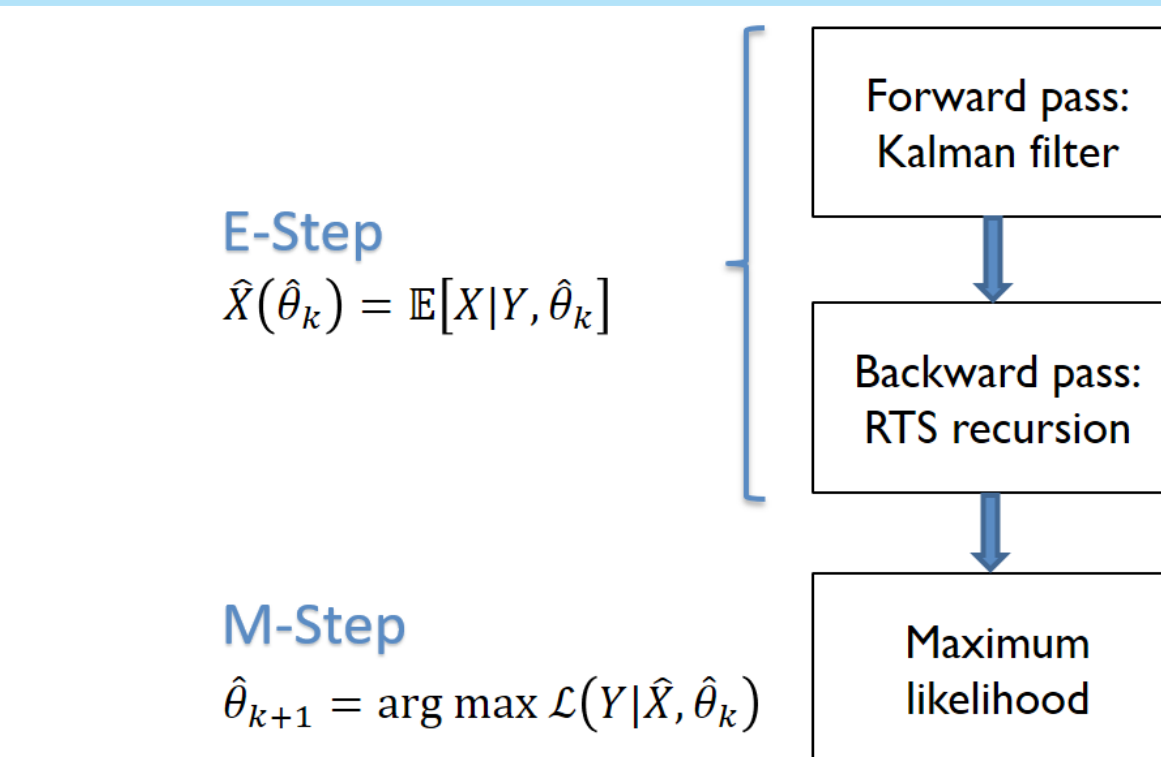 Forward pass:
Kalman filter
E-Step
X̂(θ̂ₖ) = 𝔼[X|Y, θ̂ₖ]
Backward pass:
RTS recursion
M-Step
θ̂ₖ₊₁ = arg max ℒ(Y|X̂, θ̂ₖ)
Maximum
likelihood